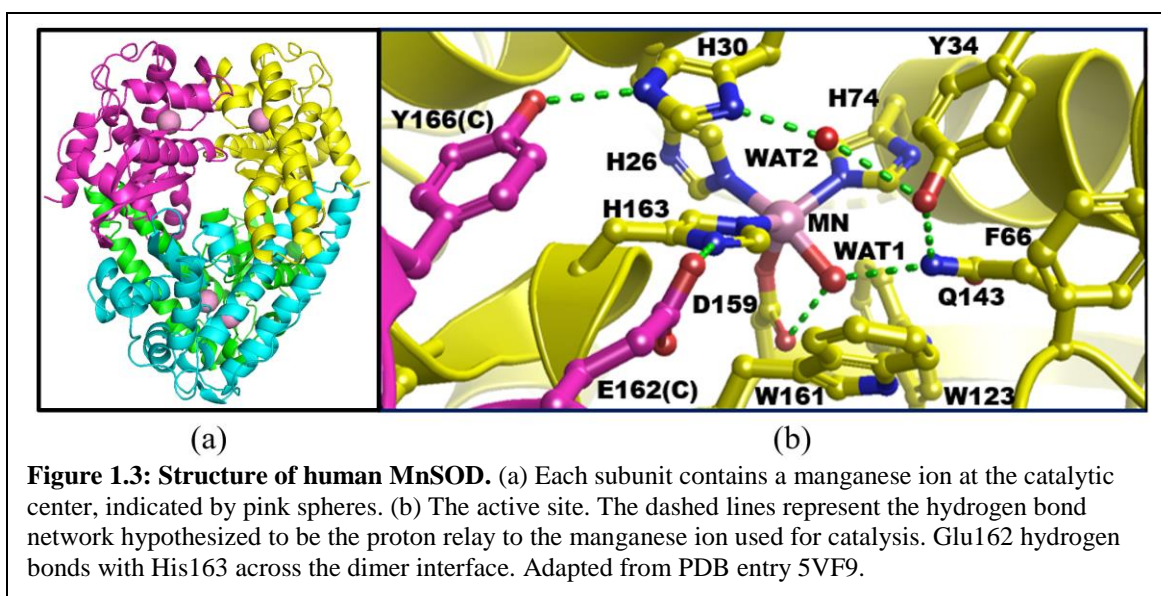 H30
Y34
Y166(C)
H74
WAT2
H26
H163
MN
WAT1
F66
D159
Q143
E162(C)
W161
W123
(a)
(b)
Figure 1.3: Structure of human MnSOD. (a) Each subunit contains a manganese ion at the catalytic
center, indicated by pink spheres. (b) The active site. The dashed lines represent the hydrogen bond
network hypothesized to be the proton relay to the manganese ion used for catalysis. Glu162 hydrogen
bonds with His163 across the dimer interface. Adapted from PDB entry 5VF9.